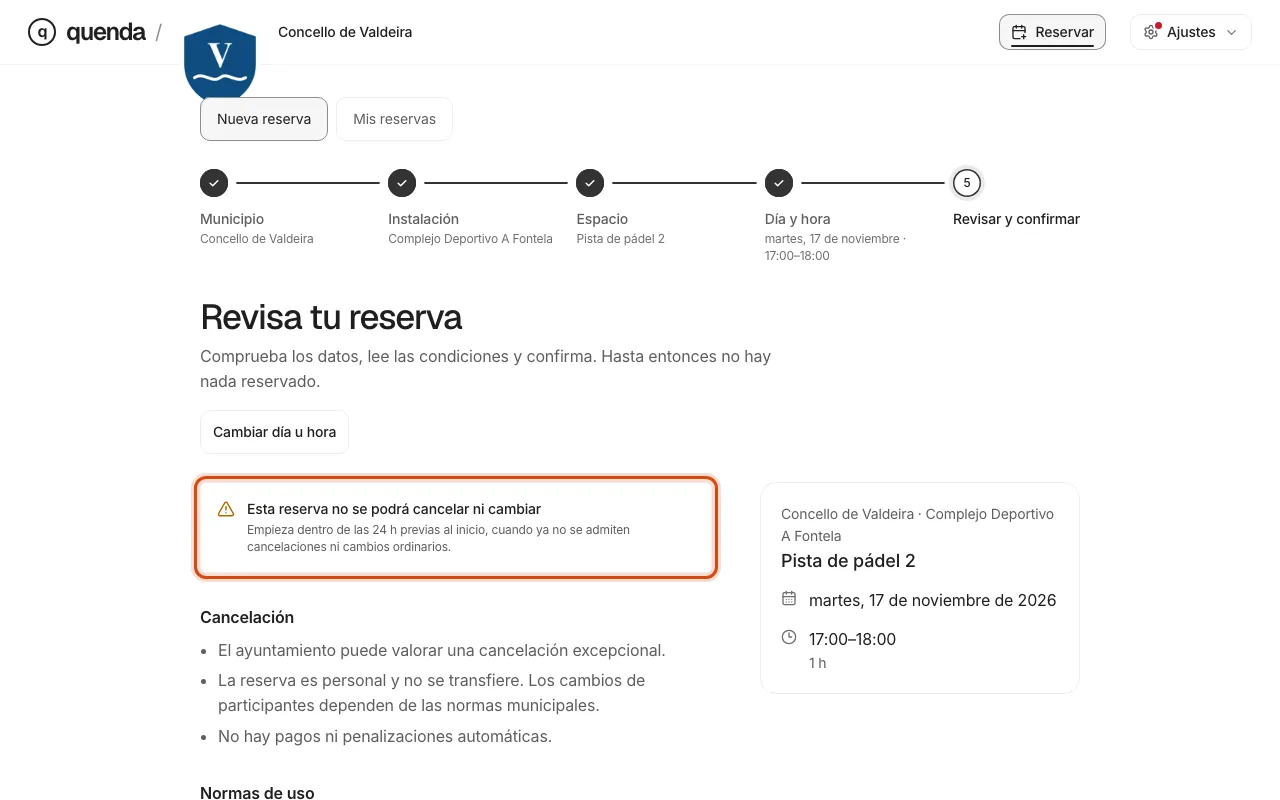 q quenda / V Concello de Valdeira Reservar Ajustes
Nueva reserva Mis reservas
5
Municipio Instalación Espacio Día y hora Revisar y confirmar
Concello de Valdeira Complejo Deportivo A Fontela Pista de pádel 2 martes, 17 de noviembre ·
17:00–18:00
Revisa tu reserva
Comprueba los datos, lee las condiciones y confirma. Hasta entonces no hay
nada reservado.
Cambiar día u hora
Esta reserva no se podrá cancelar ni cambiar
Empieza dentro de las 24 h previas al inicio, cuando ya no se admiten
cancelaciones ni cambios ordinarios.
Concello de Valdeira · Complejo Deportivo
A Fontela
Pista de pádel 2
martes, 17 de noviembre de 2026
17:00–18:00
1 h
Cancelación
• El ayuntamiento puede valorar una cancelación excepcional.
• La reserva es personal y no se transfiere. Los cambios de
participantes dependen de las normas municipales.
• No hay pagos ni penalizaciones automáticas.
Normas de uso